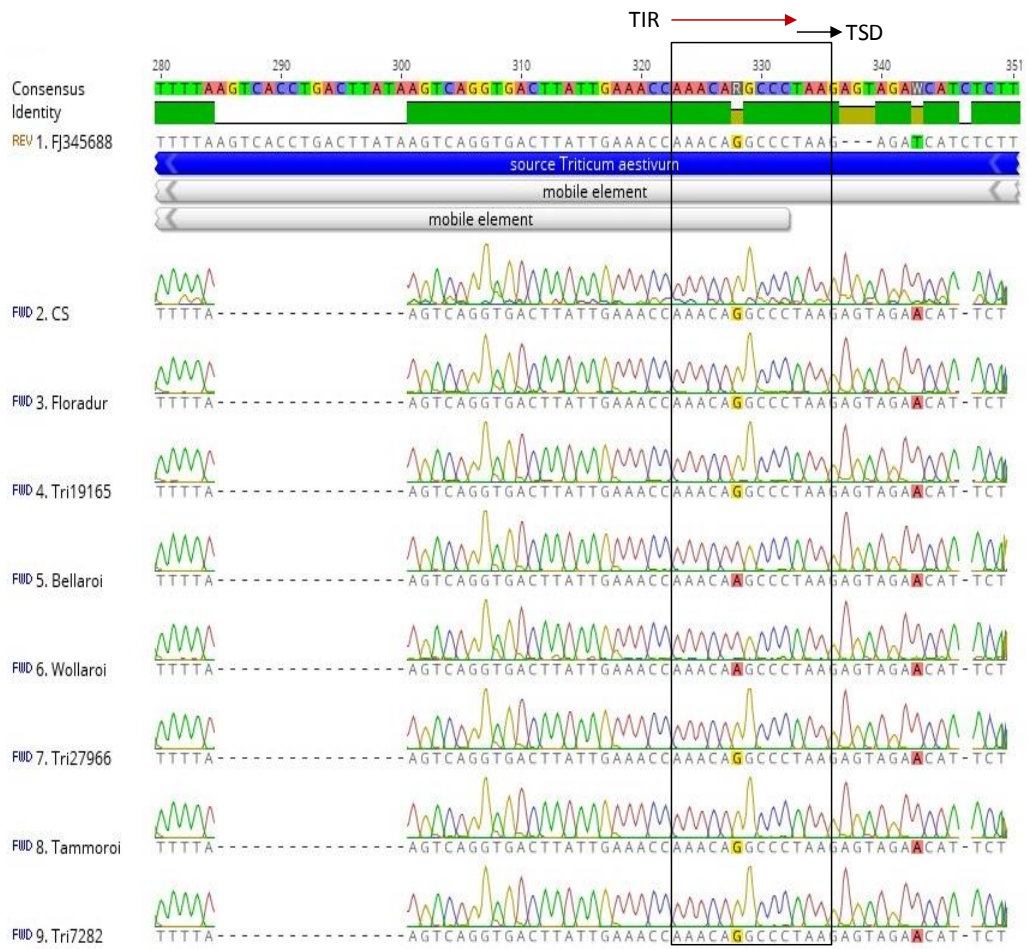 TIR
TSD
280 290 300 310 320 330 340 351
Consensus TTTTAAGTCACCTGACTTATAAGTCAGGTGACTTATTGAAACCAAACARGCCCTAAGAGTAGAWCATCTCTT
Identity
REV 1. FJ345688 TTTTAAGTCACCTGACTTATAAGTCAGGTGACTTATTGAAACCAAACAGGCCCTAAG---AGATCATCTCTT
source Triticum aestivum
mobile element
mobile element
FWD 2. CS TTTTA----------------AGTCAGGTGACTTATTGAAACCAAACAGGCCCTAAGAGTAGAACAT-TCT
FWD 3. Floradur TTTTA----------------AGTCAGGTGACTTATTGAAACCAAACAGGCCCTAAGAGTAGAACAT-TCT
FWD 4. Tri19165 TTTTA----------------AGTCAGGTGACTTATTGAAACCAAACAGGCCCTAAGAGTAGAACAT-TCT
FWD 5. Bellaroi TTTTA----------------AGTCAGGTGACTTATTGAAACCAAACAAGCCCTAAGAGTAGAACAT-TCT
FWD 6. Wollaroi TTTTA----------------AGTCAGGTGACTTATTGAAACCAAACAAGCCCTAAGAGTAGAACAT-TCT
FWD 7. Tri27966 TTTTA----------------AGTCAGGTGACTTATTGAAACCAAACAGGCCCTAAGAGTAGAACAT-TCT
FWD 8. Tammoroi TTTTA----------------AGTCAGGTGACTTATTGAAACCAAACAGGCCCTAAGAGTAGAACAT-TCT
FWD 9. Tri7282 TTTTA----------------AGTCAGGTGACTTATTGAAACCAAACAGGCCCTAAGAGTAGAACAT-TCT